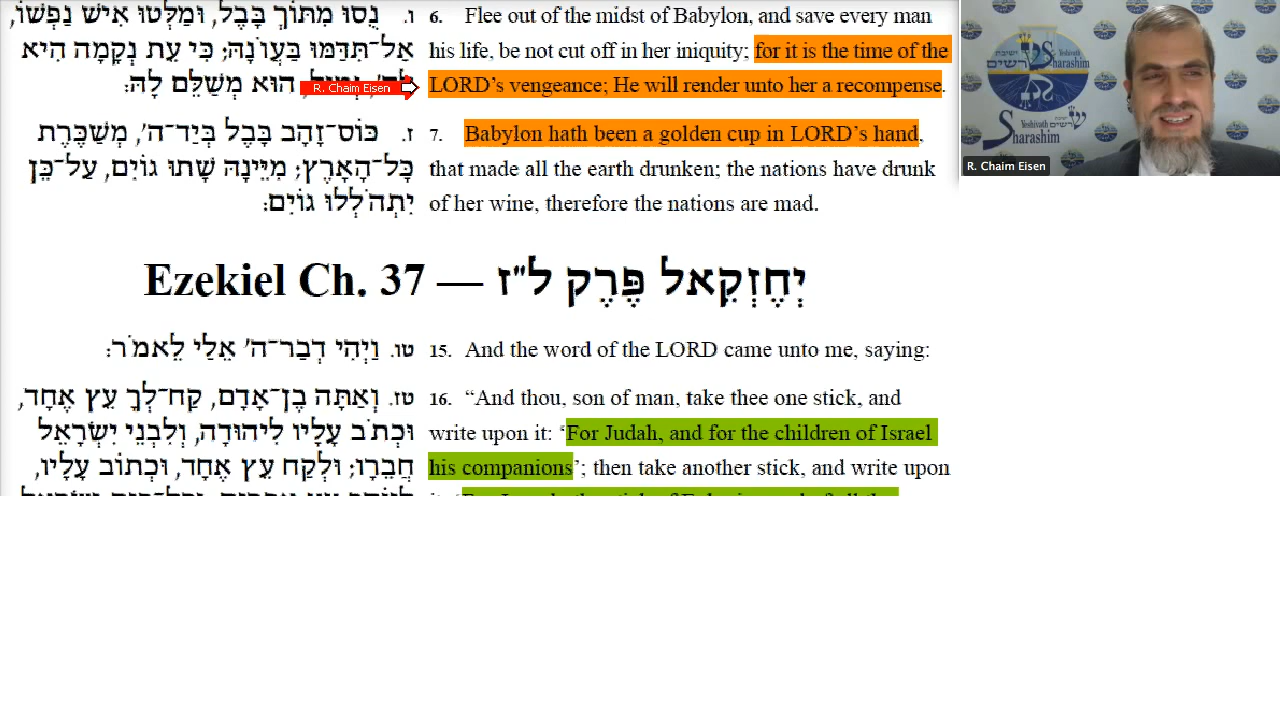 ו. נֻסוּ מִתּוֹךְ בָּבֶל, וּמַלְּטוּ אִישׁ נַפְשׁוֹ,
אַל־תִּדַּמּוּ בַּעֲוֺנָהּ; כִּי עֵת נְקָמָה הִיא
הוּא מְשַׁלֵּם לָהּ:
R. Chaim Eisen
6. Flee out of the midst of Babylon, and save every man
his life, be not cut off in her iniquity; for it is the time of the
LORD’s vengeance; He will render unto her a recompense.
ז. כּוֹס־זָהָב בָּבֶל בְּיַד־ה', מְשַׁכֶּרֶת
כָּל־הָאָרֶץ; מִיֵּינָהּ שָׁתוּ גוֹיִם, עַל־כֵּן
יִתְהֹלְלוּ גוֹיִם:
7. Babylon hath been a golden cup in LORD’s hand,
that made all the earth drunken; the nations have drunk
of her wine, therefore the nations are mad.
Ezekiel Ch. 37 — יְחֶזְקֵאל פֶּרֶק ל"ז
טו. וַיְהִי דְבַר־ה' אֵלַי לֵאמֹר:
15. And the word of the LORD came unto me, saying:
טז. וְאַתָּה בֶן־אָדָם, קַח־לְךָ עֵץ אֶחָד,
וּכְתֹב עָלָיו לִיהוּדָה, וְלִבְנֵי יִשְׂרָאֵל
חֲבֵרָו; וּלְקַח עֵץ אֶחָד, וּכְתוֹב עָלָיו,
16. “And thou, son of man, take thee one stick, and
write upon it: ‘For Judah, and for the children of Israel
his companions’; then take another stick, and write upon
Yeshivath Sharashim
ישיבת שרשים
Sharashim
R. Chaim Eisen